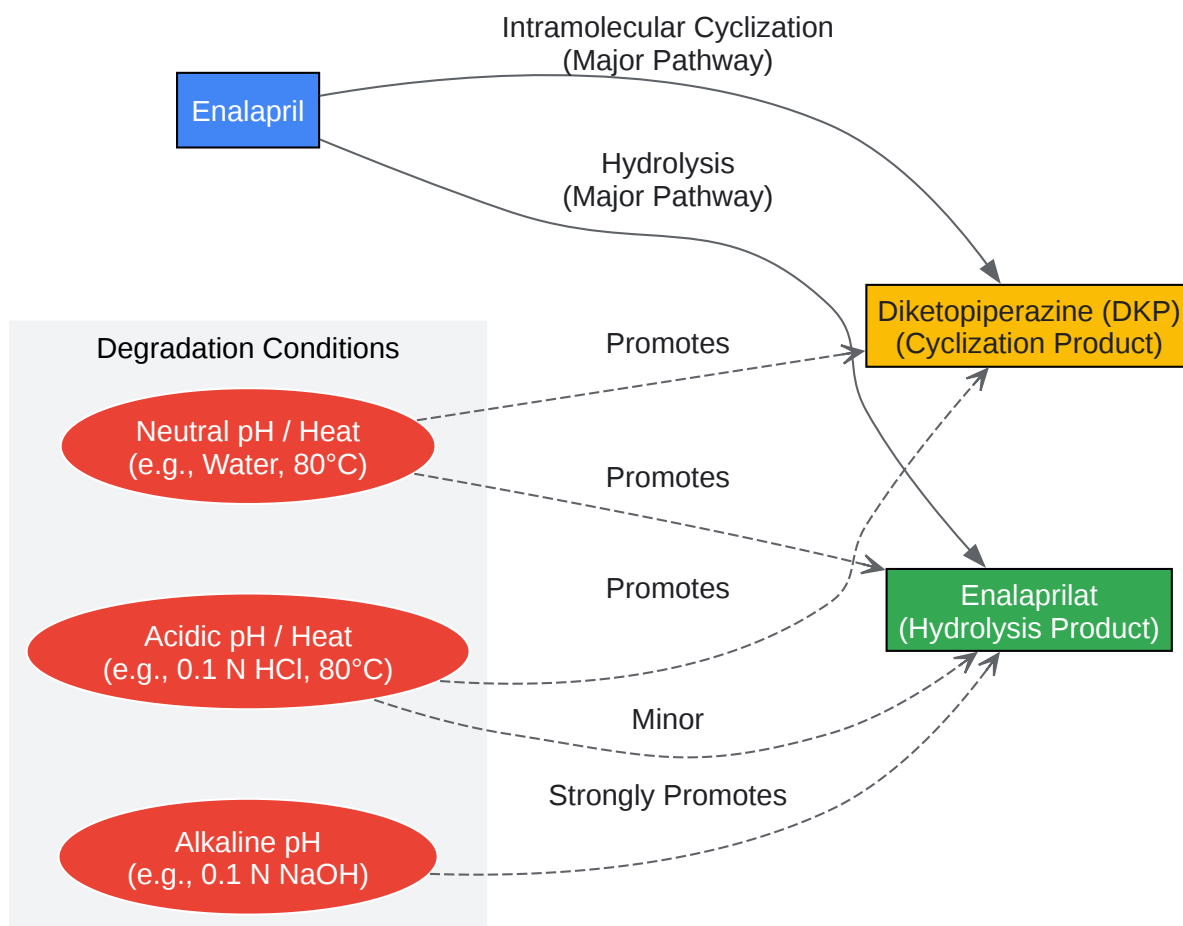 Intramolecular Cyclization
(Major Pathway)
Enalapril
Hydrolysis
(Major Pathway)
Diketopiperazine (DKP)
(Cyclization Product)
Degradation Conditions
Promotes
Neutral pH / Heat
(e.g., Water, 80°C)
Promotes
Promotes
Enalaprilat
(Hydrolysis Product)
Acidic pH / Heat
(e.g., 0.1 N HCl, 80°C)
Minor
Strongly Promotes
Alkaline pH
(e.g., 0.1 N NaOH)